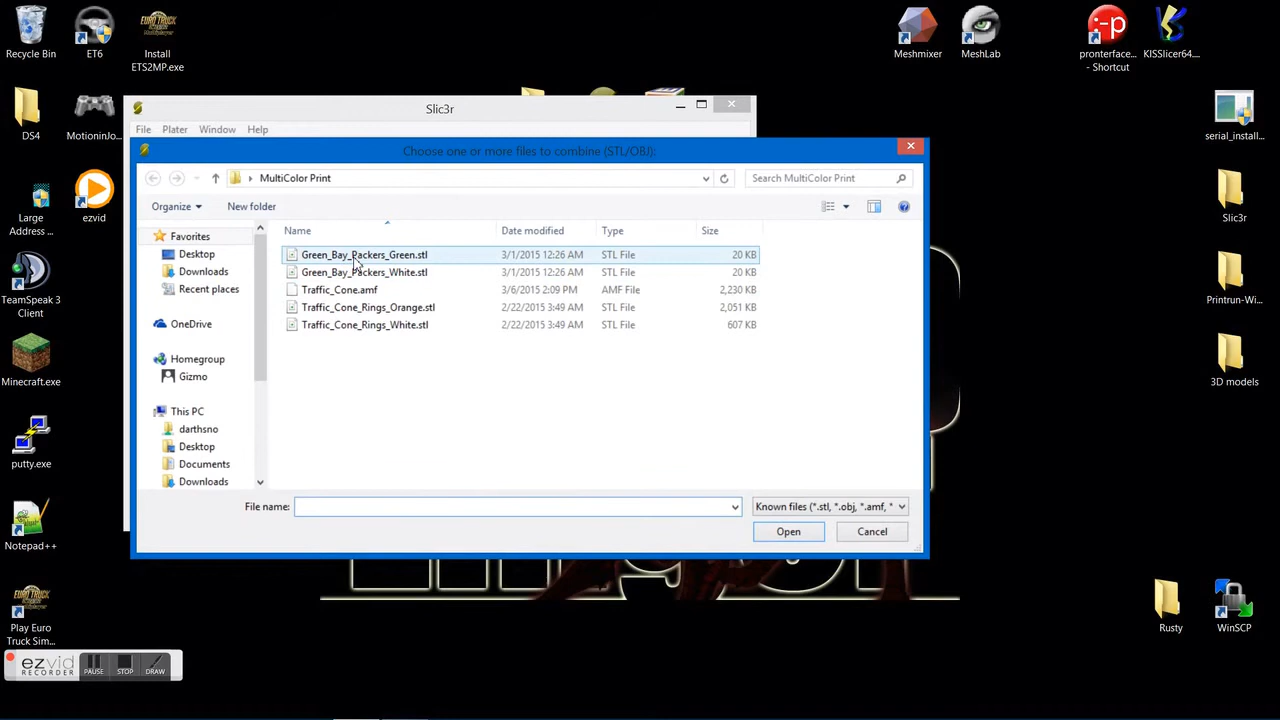 Recycle Bin
ET6
Install
ETS2MP.exe
Meshmixer
MeshLab
pronterface...
- Shortcut
KISSlicer64....
DS4
MotioninJo...
Slic3r
File
Plater
Window
Help
serial_install...
Choose one or more files to combine (STL/OBJ):
MultiColor Print
Search MultiColor Print
Organize
New folder
Large
Address ...
ezvid
Slic3r
Name
Date modified
Type
Size
Favorites
Desktop
Downloads
Recent places
OneDrive
Homegroup
Gizmo
This PC
darthsno
Desktop
Documents
Downloads
Green_Bay_Packers_Green.stl
3/1/2015 12:26 AM
STL File
20 KB
Green_Bay_Packers_White.stl
3/1/2015 12:26 AM
STL File
20 KB
Traffic_Cone.amf
3/6/2015 2:09 PM
AMF File
2,230 KB
Traffic_Cone_Rings_Orange.stl
2/22/2015 3:49 AM
STL File
2,051 KB
Traffic_Cone_Rings_White.stl
2/22/2015 3:49 AM
STL File
607 KB
TeamSpeak 3
Client
Printrun-Wi...
Minecraft.exe
3D models
putty.exe
File name:
Known files (*.stl, *.obj, *.amf, *
Open
Cancel
Notepad++
Play Euro
Truck Sim...
Rusty
WinSCP
ezvid
RECORDER
PAUSE
STOP
DRAW